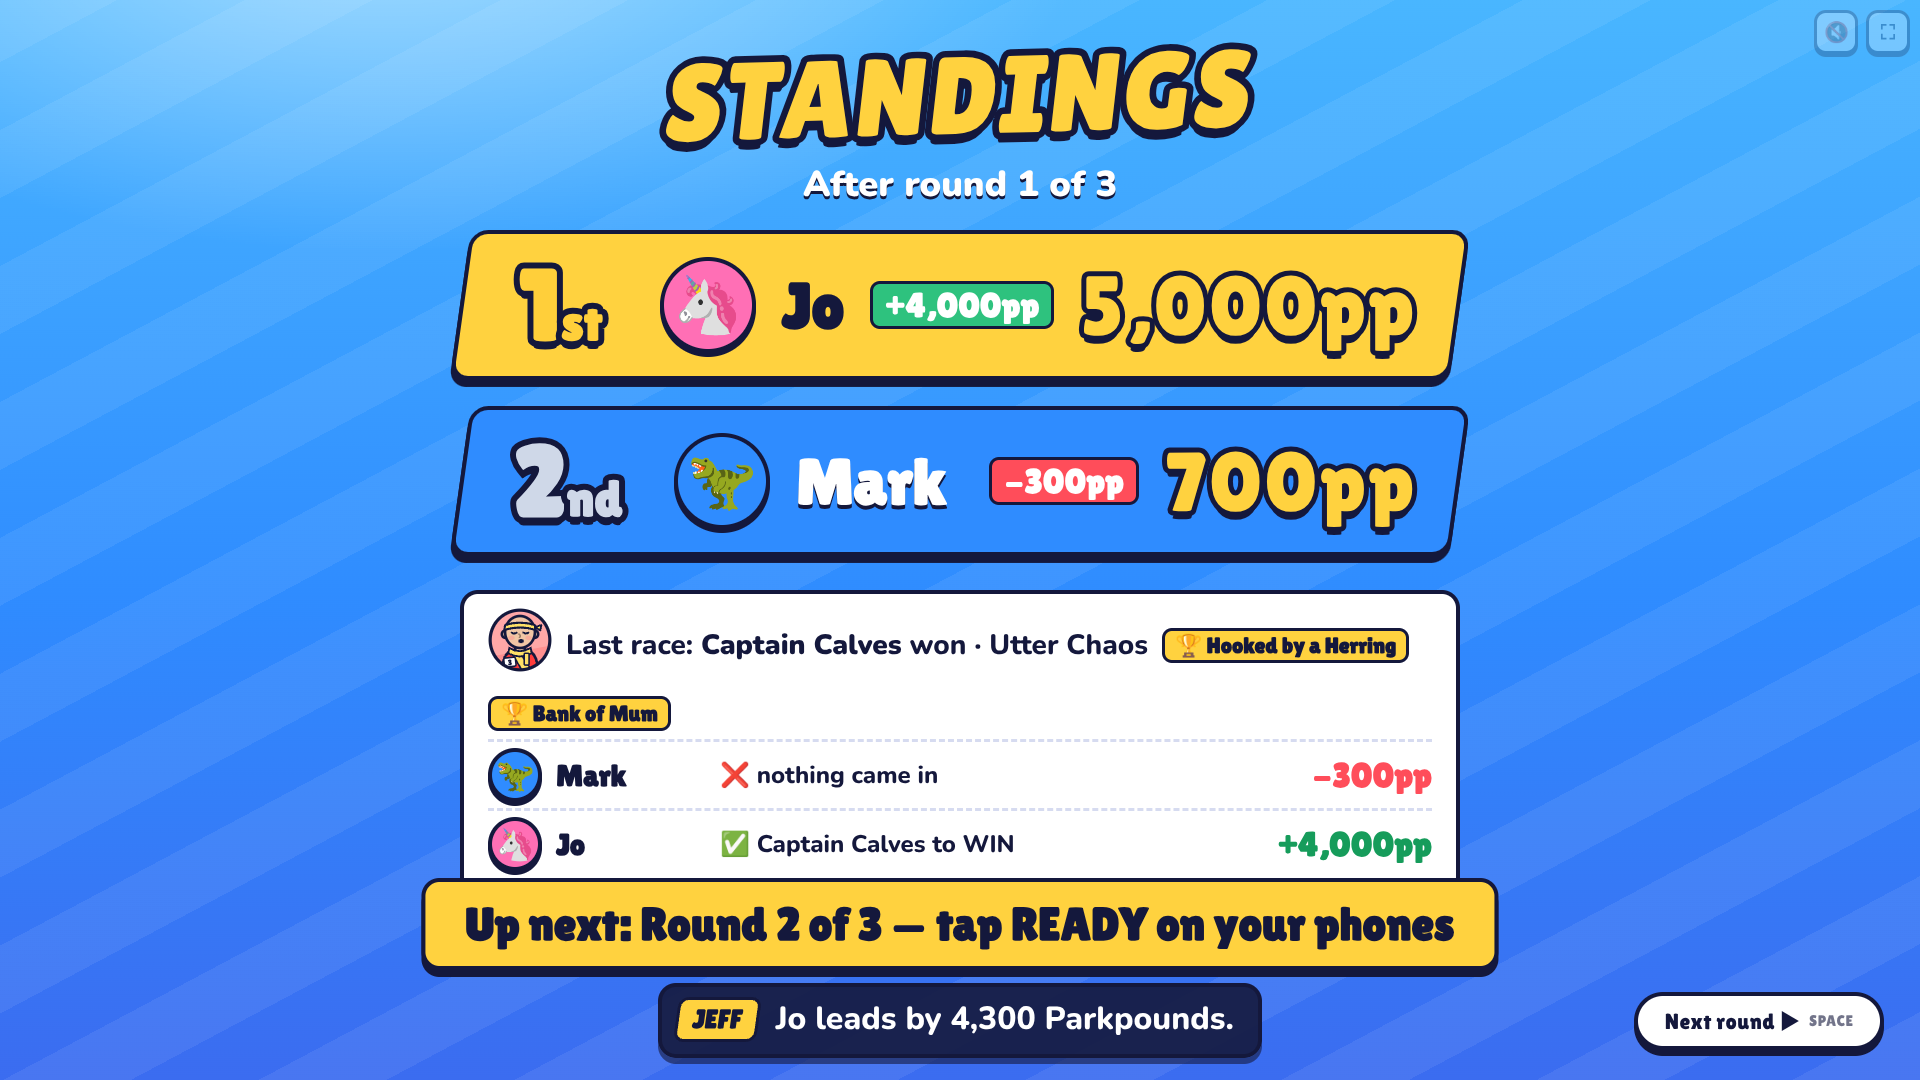 STANDINGS
After round 1 of 3
1st Jo +4,000pp 5,000pp
2nd Mark −300pp 700pp
Last race: Captain Calves won · Utter Chaos 🏆 Hooked by a Herring
🏆 Bank of Mum
Mark ❌ nothing came in −300pp
Jo ✅ Captain Calves to WIN +4,000pp
Up next: Round 2 of 3 — tap READY on your phones
JEFF Jo leads by 4,300 Parkpounds.
Next round ▶ SPACE